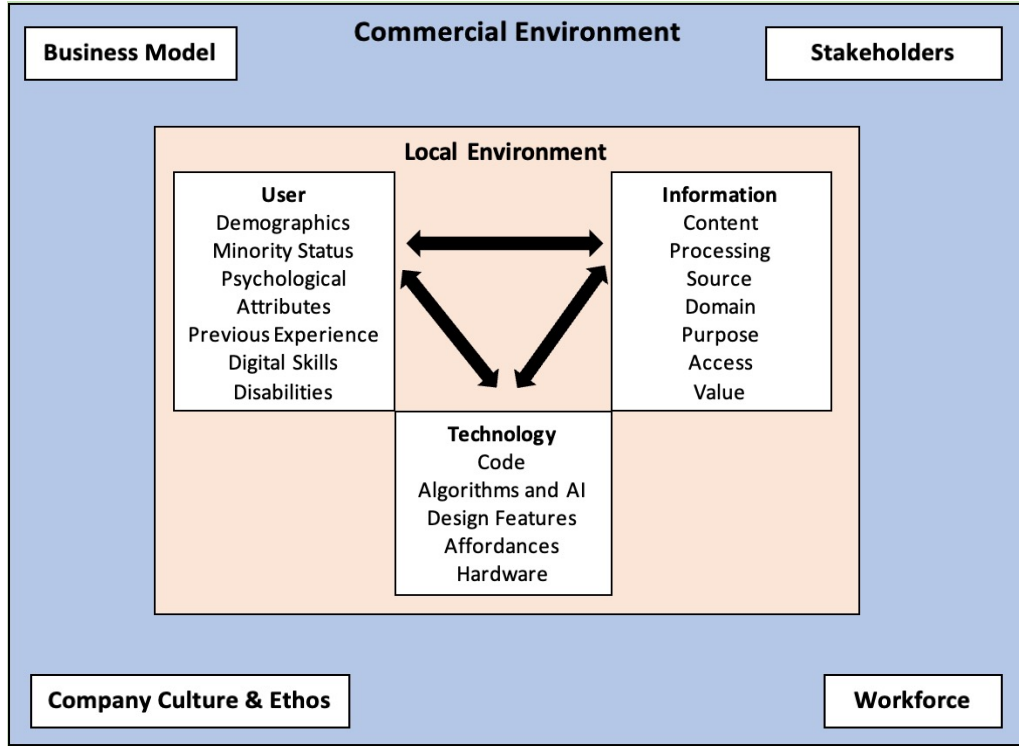 Commercial Environment
Business Model
Stakeholders
Local Environment
User
Demographics
Minority Status
Psychological
Attributes
Previous Experience
Digital Skills
Disabilities
Information
Content
Processing
Source
Domain
Purpose
Access
Value
Technology
Code
Algorithms and AI
Design Features
Affordances
Hardware
Company Culture & Ethos
Workforce